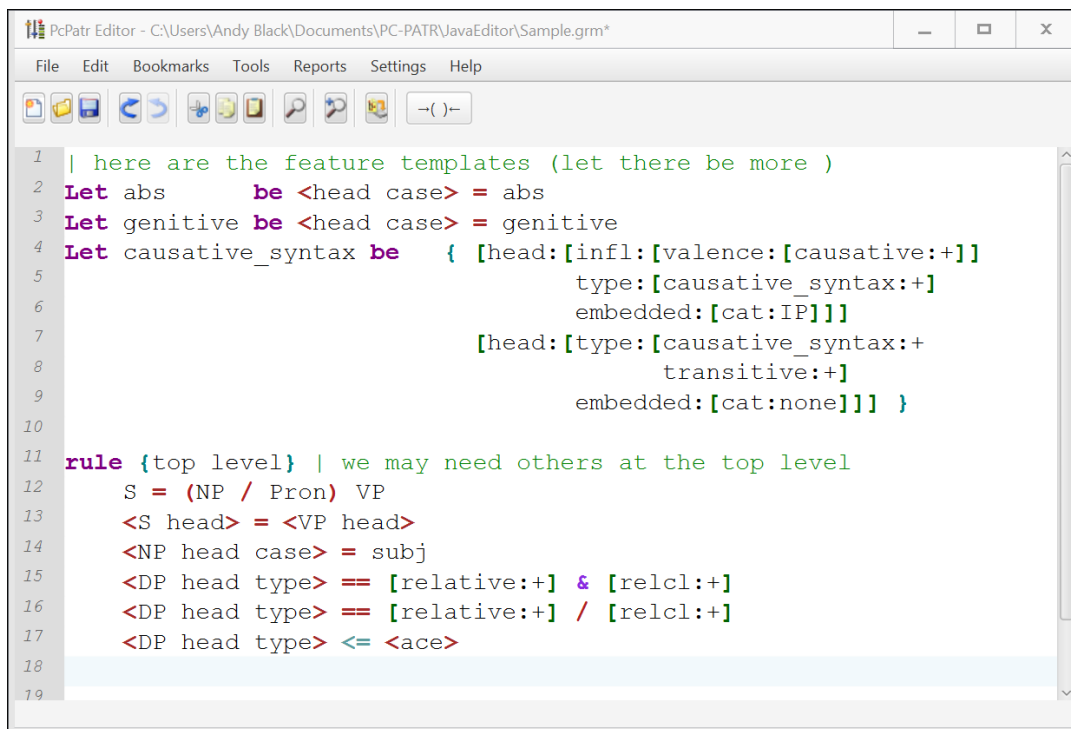 PcPatr Editor - C:\Users\Andy Black\Documents\PC-PATR\JavaEditor\Sample.grm*
File Edit Bookmarks Tools Reports Settings Help
→( )←
1 | here are the feature templates (let there be more )
2 Let abs      be <head case> = abs
3 Let genitive be <head case> = genitive
4 Let causative_syntax be   { [head:[infl:[valence:[causative:+]]
5                                   type:[causative_syntax:+]
6                                   embedded:[cat:IP]]]
7                             [head:[type:[causative_syntax:+
8                                         transitive:+]
9                                   embedded:[cat:none]]] }
10
11 rule {top level} | we may need others at the top level
12     S = (NP / Pron) VP
13     <S head> = <VP head>
14     <NP head case> = subj
15     <DP head type> == [relative:+] & [relcl:+]
16     <DP head type> == [relative:+] / [relcl:+]
17     <DP head type> <= <ace>
18
19